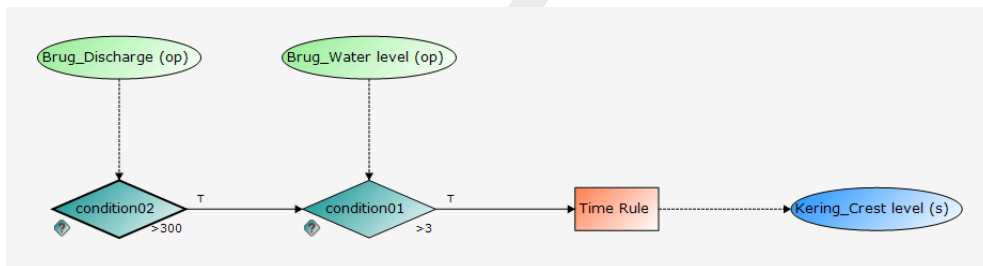 Brug_Discharge (op)
Brug_Water level (op)
condition02
T
>300
condition01
T
>3
Time Rule
Kering_Crest level (s)